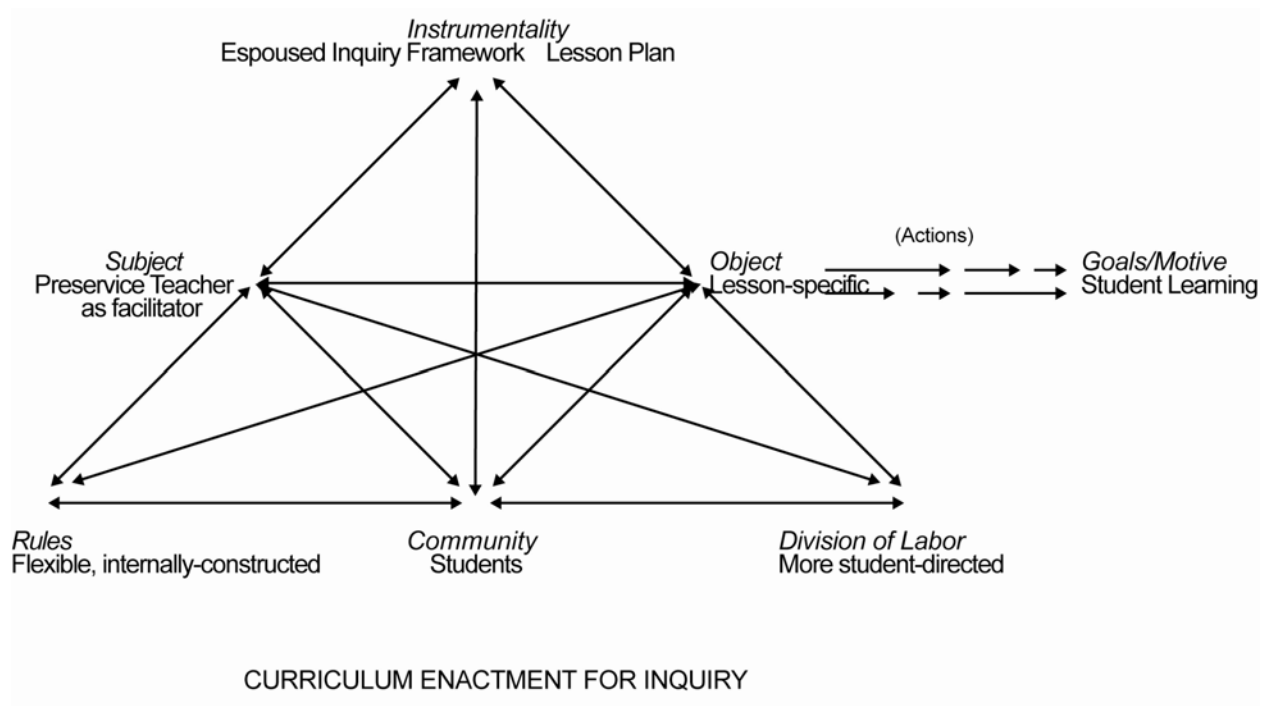 Instrumentality
Espoused Inquiry Framework Lesson Plan
(Actions)
Subject
Preservice Teacher
as facilitator
Object
Lesson-specific
Goals/Motive
Student Learning
Rules
Flexible, internally-constructed
Community
Students
Division of Labor
More student-directed
CURRICULUM ENACTMENT FOR INQUIRY